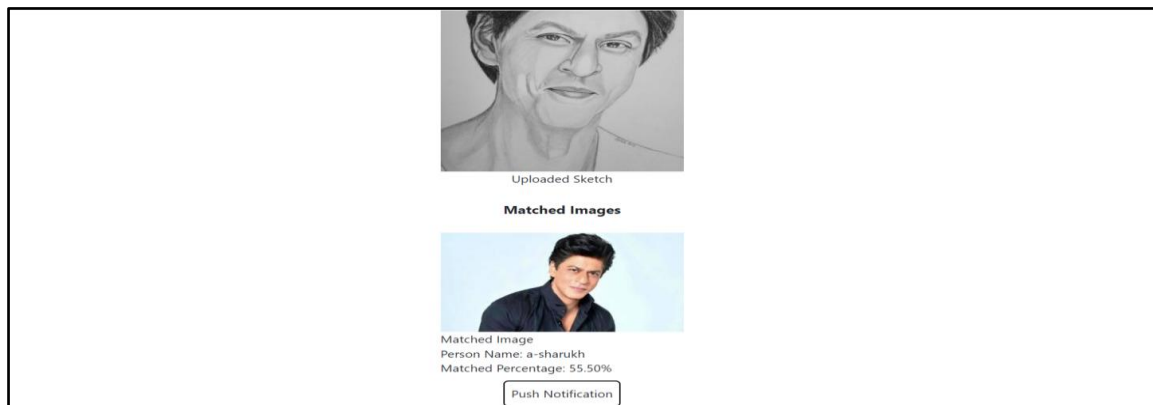 Uploaded Sketch
Matched Images
Matched Image
Person Name: a-sharukh
Matched Percentage: 55.50%
Push Notification